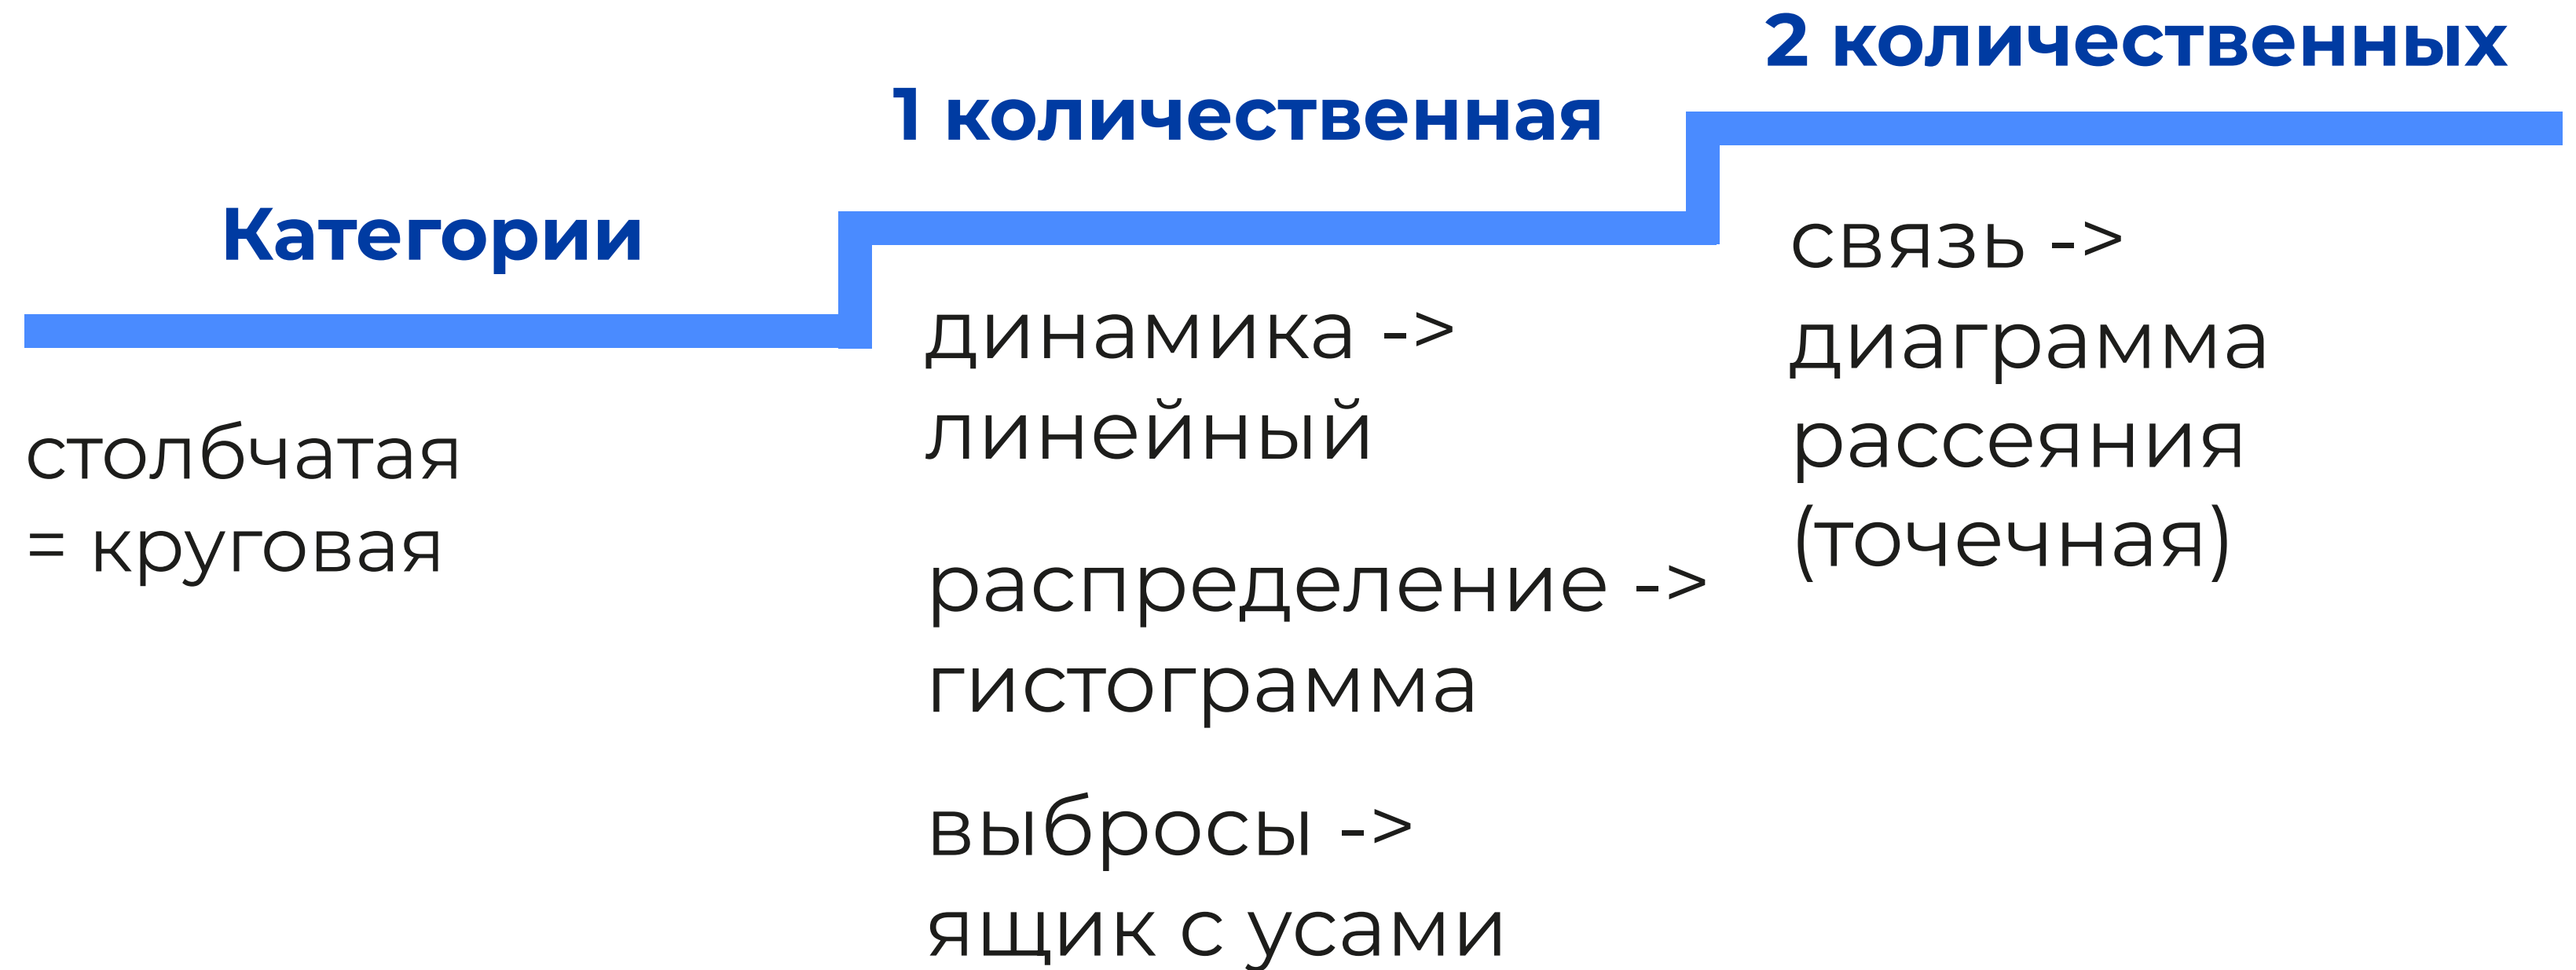 Категории
столбчатая
= круговая
1 количественная
динамика ->
линейный
распределение ->
гистограмма
выбросы ->
ящик с усами
2 количественных
связь ->
диаграмма
рассеяния
(точечная)